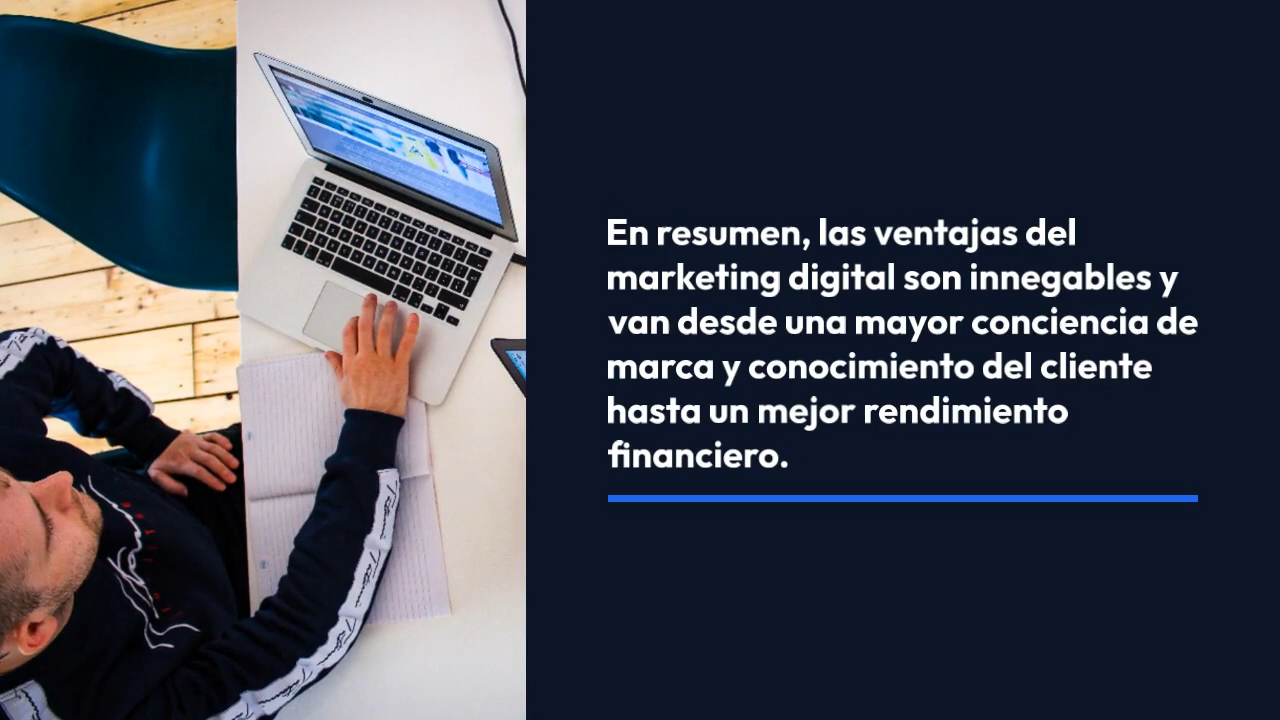 En resumen, las ventajas del
marketing digital son innegables y
van desde una mayor conciencia de
marca y conocimiento del cliente
hasta un mejor rendimiento
financiero.